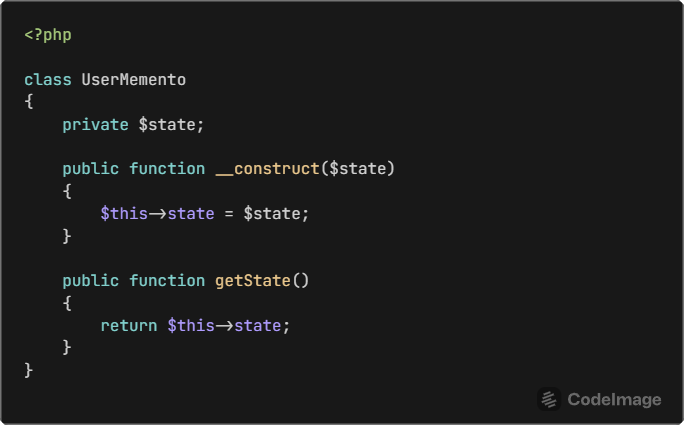 <?php
class UserMemento
{
    private $state;
    public function __construct($state)
    {
        $this->state = $state;
    }
    public function getState()
    {
        return $this->state;
    }
}
CodeImage